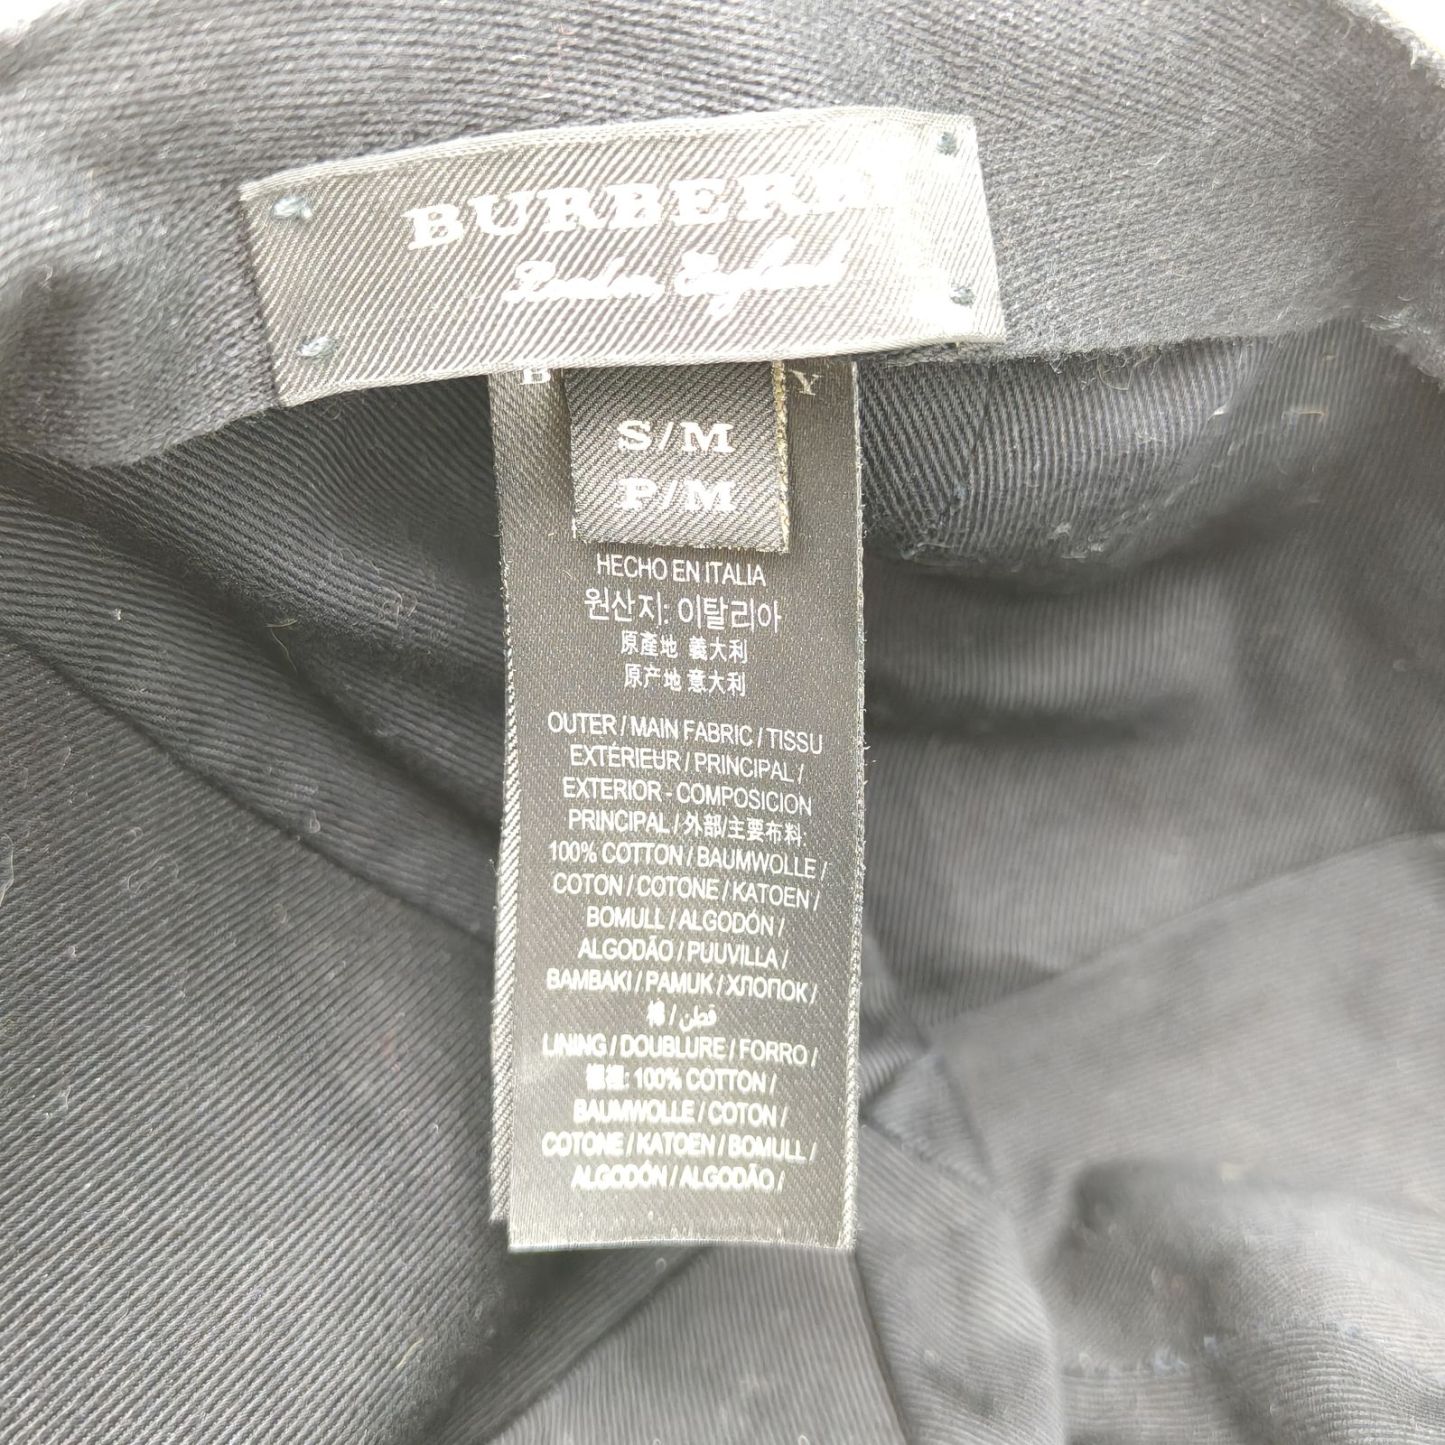 BURBERRY
London, England
B Y
S/M
P/M
HECHO EN ITALIA
원산지: 이탈리아
原產地 義大利
原产地 意大利
OUTER / MAIN FABRIC / TISSU
EXTÉRIEUR / PRINCIPAL /
EXTERIOR - COMPOSICION
PRINCIPAL / 外部/主要布料
100% COTTON / BAUMWOLLE /
COTON / COTONE / KATOEN /
BOMULL / ALGODÓN /
ALGODÃO / PUUVILLA /
BAMBAKI / PAMUK / ХЛОПОК /
棉 / قطن
LINING / DOUBLURE / FORRO /
100% COTTON /
BAUMWOLLE / COTON /
COTONE / KATOEN / BOMULL /
ALGODÓN / ALGODÃO /